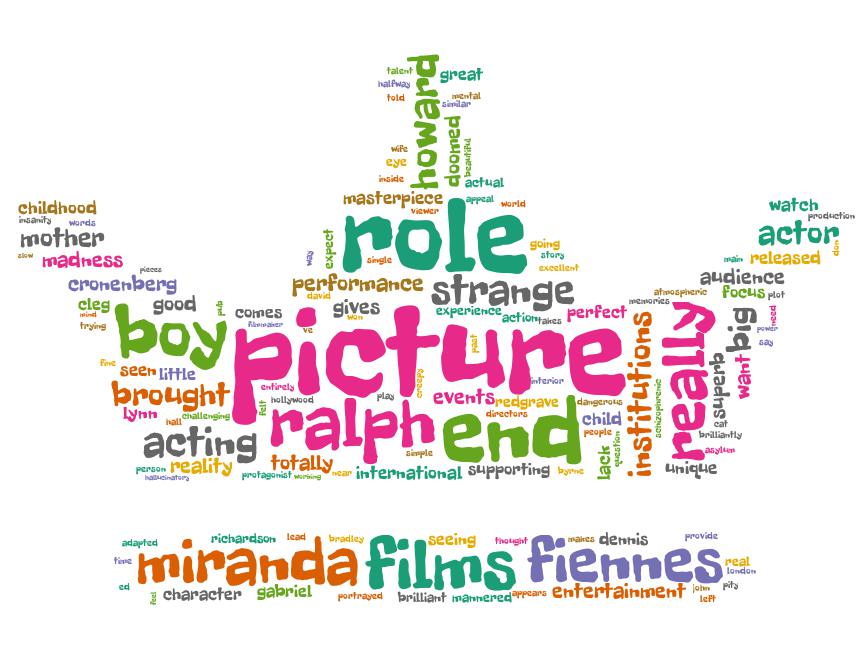 howard
talent
great
halfway
told
mental
similar
doomed
beautiful
wife
eye
inside
actual
masterpiece
appeal
viewer
world
childhood
insanity
words
mother
slow
madness
pieces
cronenberg
watch
production
actor
don
main
released
role
expect
way
single
going
story
excellent
performance
david
strange
audience
atmospheric
focus
plot
memories
cleg
mind
trying
good
pub
boy
comes
filmmaker
gives
won
ve
experience
action
takes
perfect
picture
past
big
need
power
say
institutions
really
fine
seen
little
brought
entirely
hollywood
play
creepy
interior
events
redgrave
dangerous
directors
child
people
schizophrenic
superb
want
cat
brilliantly
lynn
hall
challenging
felt
ralph
end
acting
simple
lack
question
asylum
unique
person
reality
hallucinatory
totally
protagonist
working
near
international
supporting
byrne
adapted
richardson
lead
bradley
seeing
thought
makes
dennis
provide
time
miranda
films
fiennes
real
london
ed
feel
character
gabriel
portrayed
brilliant
mannered
appears
entertainment
john
left
pity